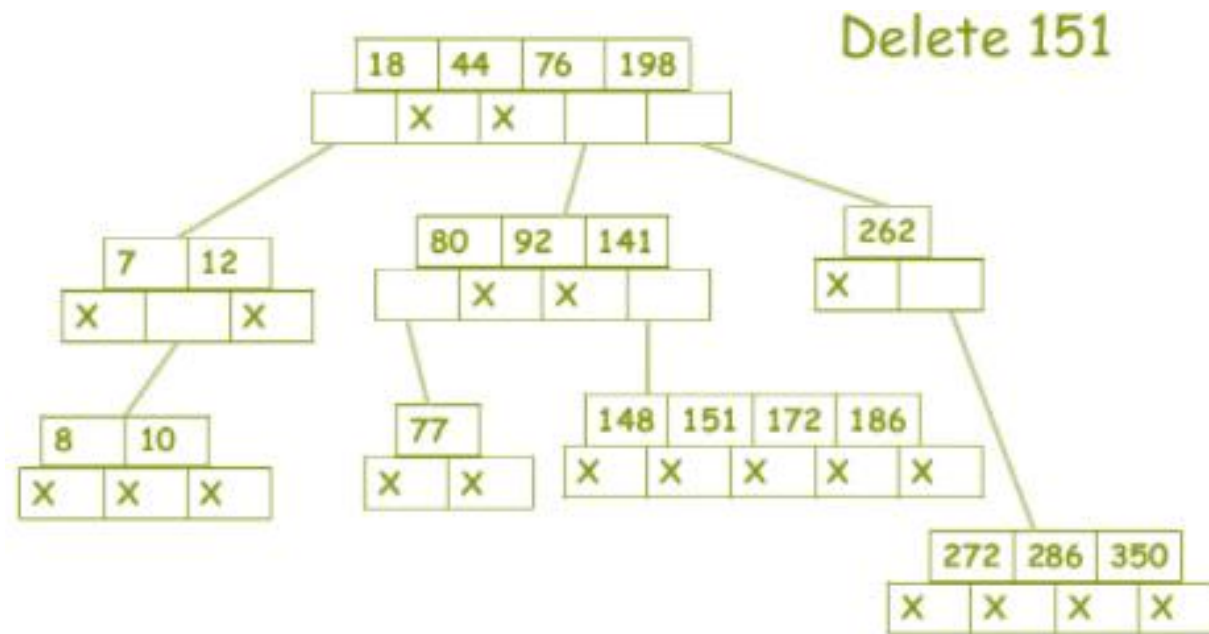 Delete 151
18 44 76 198
X X
7 12
X X
80 92 141
X X
262
X
8 10
X X X
77
X X
148 151 172 186
X X X X X
272 286 350
X X X X